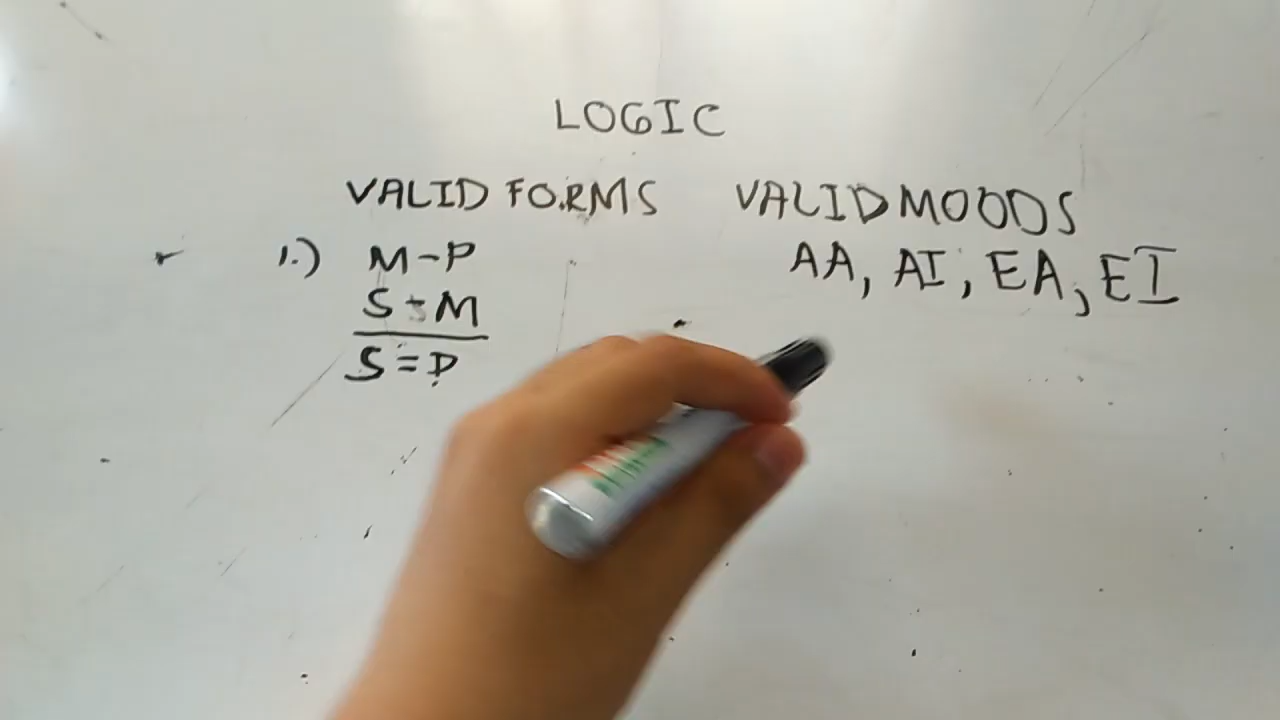 LOGIC
VALID FORMS VALID MOODS
1.) M-P AA, AI, EA, EI
S-M
S=P